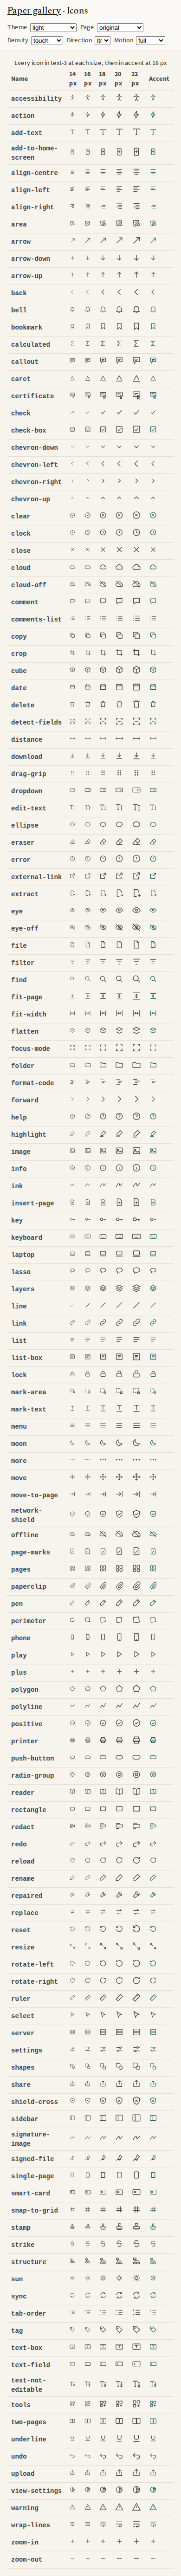 Paper gallery · Icons
Theme light Page original
Density touch Direction ltr Motion full
Every icon in text-3 at each size, then in accent at 18 px
Name 14 px 16 px 18 px 20 px 22 px Accent
accessibility
action
add-text
add-to-home-screen
align-centre
align-left
align-right
area
arrow
arrow-down
arrow-up
back
bell
bookmark
calculated
callout
caret
certificate
check
check-box
chevron-down
chevron-left
chevron-right
chevron-up
clear
clock
close
cloud
cloud-off
comment
comments-list
copy
crop
cube
date
delete
detect-fields
distance
download
drag-grip
dropdown
edit-text
ellipse
eraser
error
external-link
extract
eye
eye-off
file
filter
find
fit-page
fit-width
flatten
focus-mode
folder
format-code
forward
help
highlight
image
info
ink
insert-page
key
keyboard
laptop
lasso
layers
line
link
list
list-box
lock
mark-area
mark-text
menu
moon
more
move
move-to-page
network-shield
offline
page-marks
pages
paperclip
pen
perimeter
phone
play
plus
polygon
polyline
positive
printer
push-button
radio-group
reader
rectangle
redact
redo
reload
rename
repaired
replace
reset
resize
rotate-left
rotate-right
ruler
select
server
settings
shapes
share
shield-cross
sidebar
signature-image
signed-file
single-page
smart-card
snap-to-grid
stamp
strike
structure
sun
sync
tab-order
tag
text-box
text-field
text-not-editable
tools
two-pages
underline
undo
upload
view-settings
warning
wrap-lines
zoom-in
zoom-out